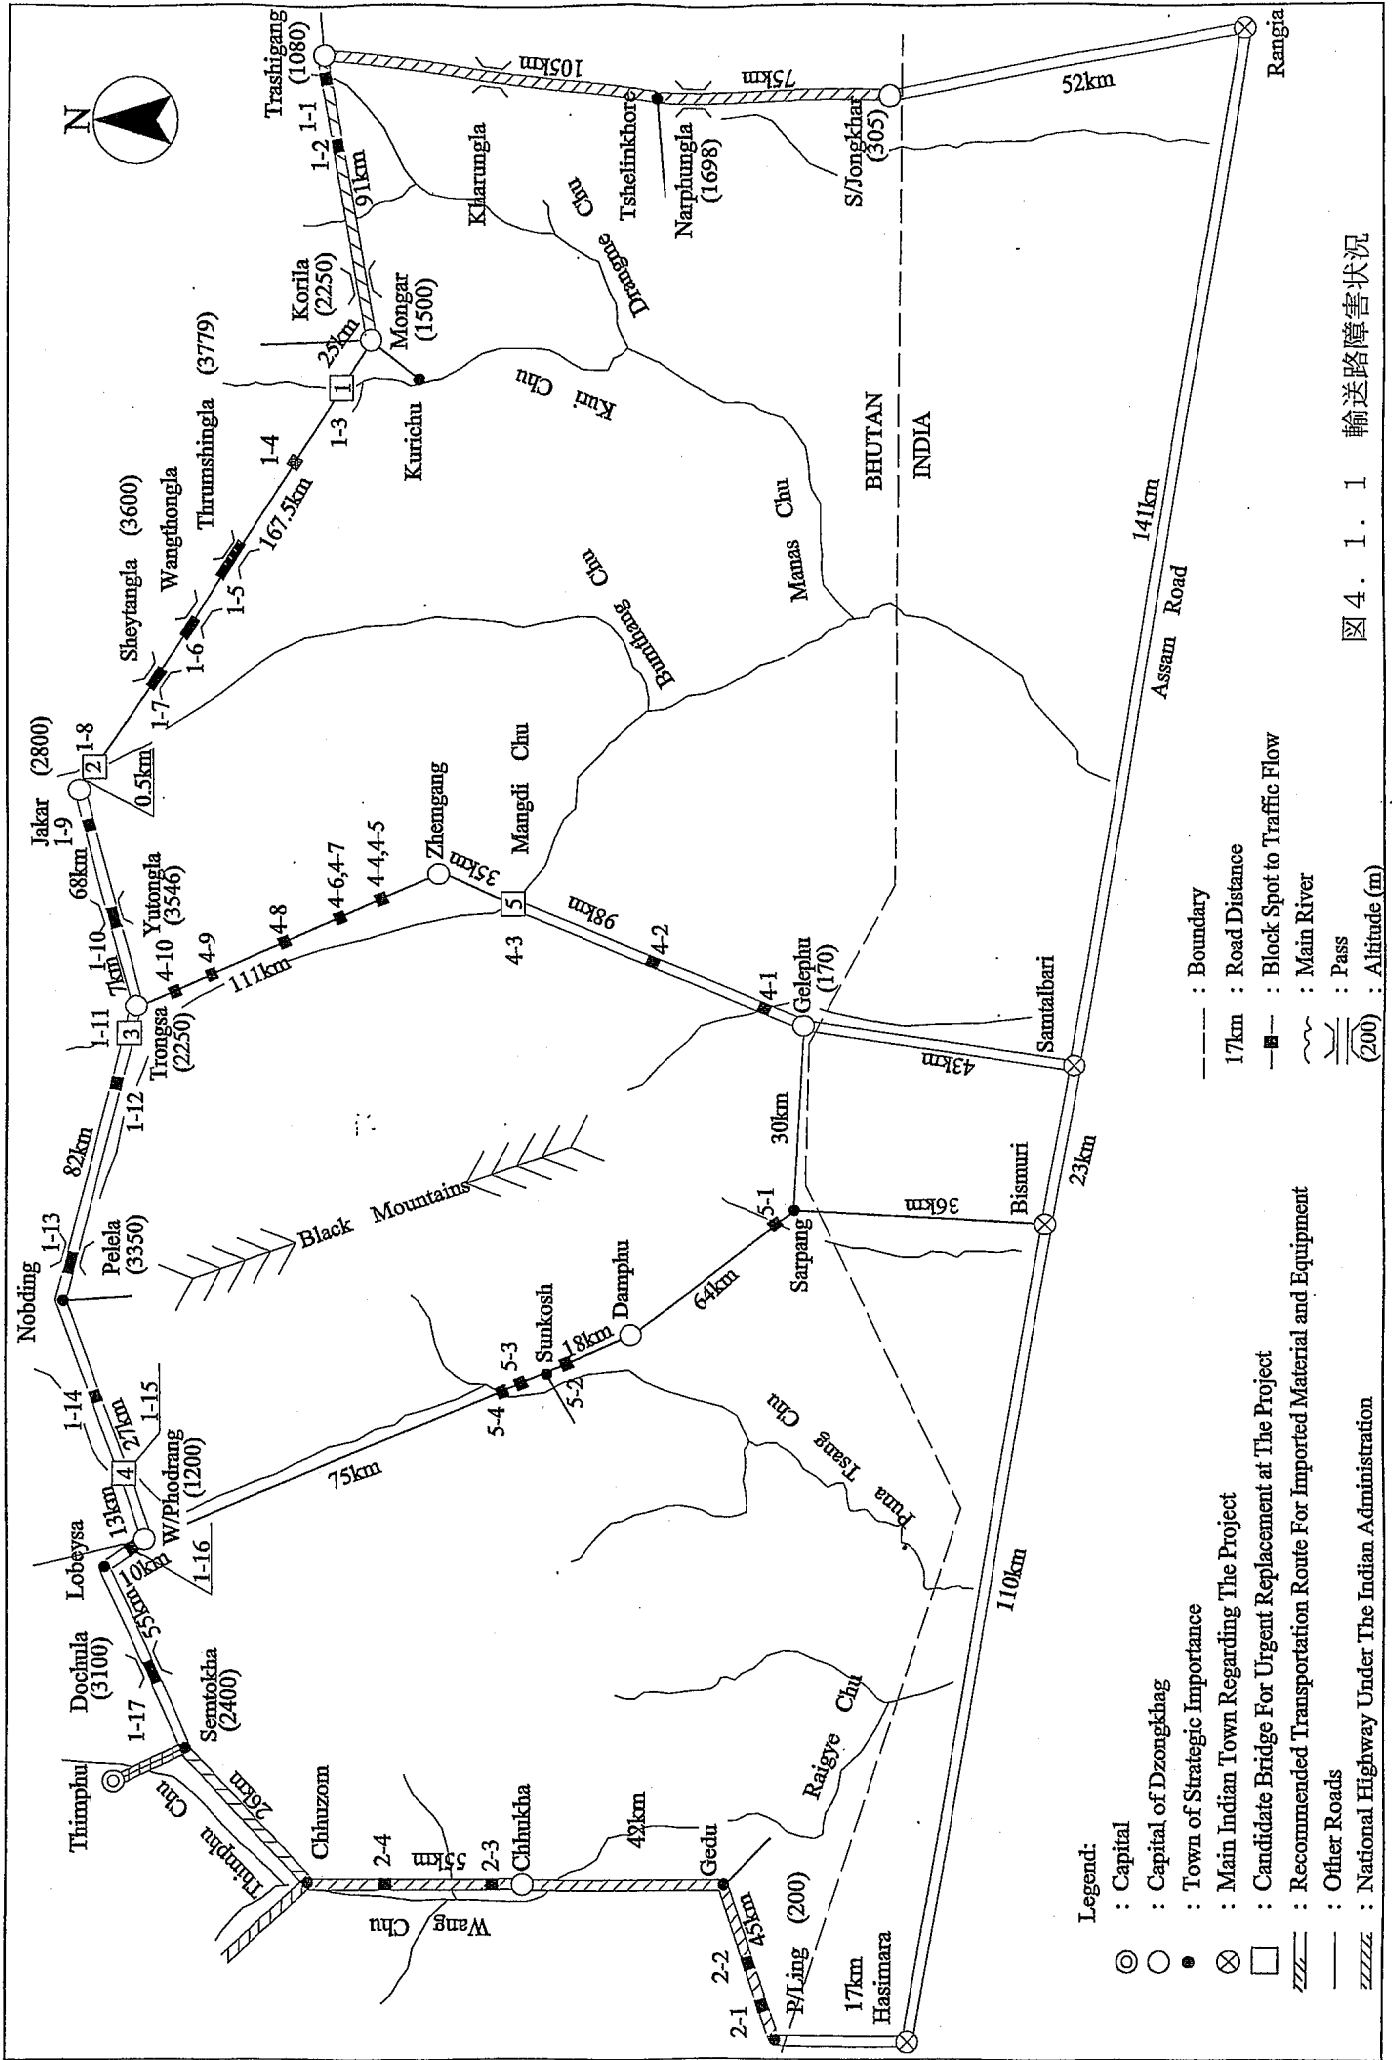 N
Thimphu
Thimphu Chu
Dochula
(3100)
1-17
Semtokha
(2400)
55km
Lobeysa
10km
1-16
13km
W/Phodrang
(1200)
4
27km
1-15
1-14
Nobding
1-13
Pelela
(3350)
82km
1-12
1-11
3
Trongsa
(2250)
7km
1-10
Yutongla
(3546)
68km
Jakar (2800)
1-9
2
1-8
0.5km
1-7
Sheytangla (3600)
1-6
Wangthongla
1-5
Thrumshingla (3779)
167.5km
1-4
1-3
1
25km
Korila
(2250)
Mongar
(1500)
Kurichu
91km
1-2
1-1
Trashigang
(1080)
105km
Kharungla
Tshelinkhore
Narphungla
(1698)
75km
S/Jongkhar
(305)
52km
Rangia
Drangme Chu
Kuri Chu
Manas Chu
Bumthang Chu
Mangdi Chu
4-10
4-9
111km
4-8
4-6,4-7
4-4,4-5
Zhemgang
35km
5
4-3
98km
4-2
4-1
Gelephu
(170)
43km
Samtalbari
30km
Black Mountains
75km
5-4
5-3
Sunkosh
5-2
18km
Damphu
64km
5-1
Sarpang
36km
Bismuri
23km
Puna Tsang Chu
26km
Chhuzom
2-4
55km
2-3
Chhukha
Wang Chu
42km
Gedu
45km
2-2
2-1
P/Ling (200)
17km
Hasimara
Raigye Chu
110km
141km
Assam Road
BHUTAN
INDIA
Legend:
: Capital
: Capital of Dzongkhag
: Town of Strategic Importance
: Main Indian Town Regarding The Project
: Candidate Bridge For Urgent Replacement at The Project
: Recommended Transportation Route For Imported Material and Equipment
: Other Roads
: National Highway Under The Indian Administration
: Boundary
17km : Road Distance
: Block Spot to Traffic Flow
: Main River
: Pass
(200) : Altitude (m)
図4．1．1 輸送路障害状況